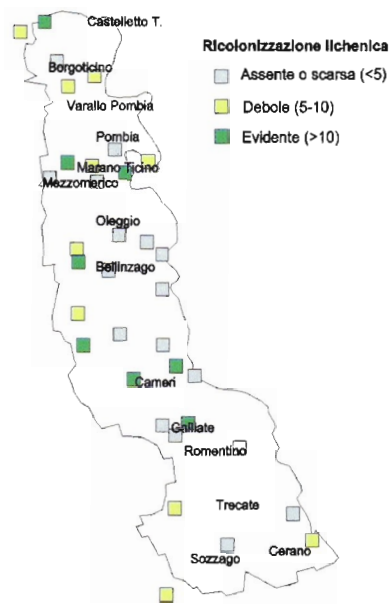 Castelletto T.
Ricolonizzazione lichenica
Assente o scarsa (<5)
Debole (5-10)
Evidente (>10)
Borgoticino
Varallo Pombia
Pombia
Marano Ticino
Mezzomerico
Oleggio
Bellinzago
Cameri
Galliate
Romentino
Trecate
Cerano
Sozzago